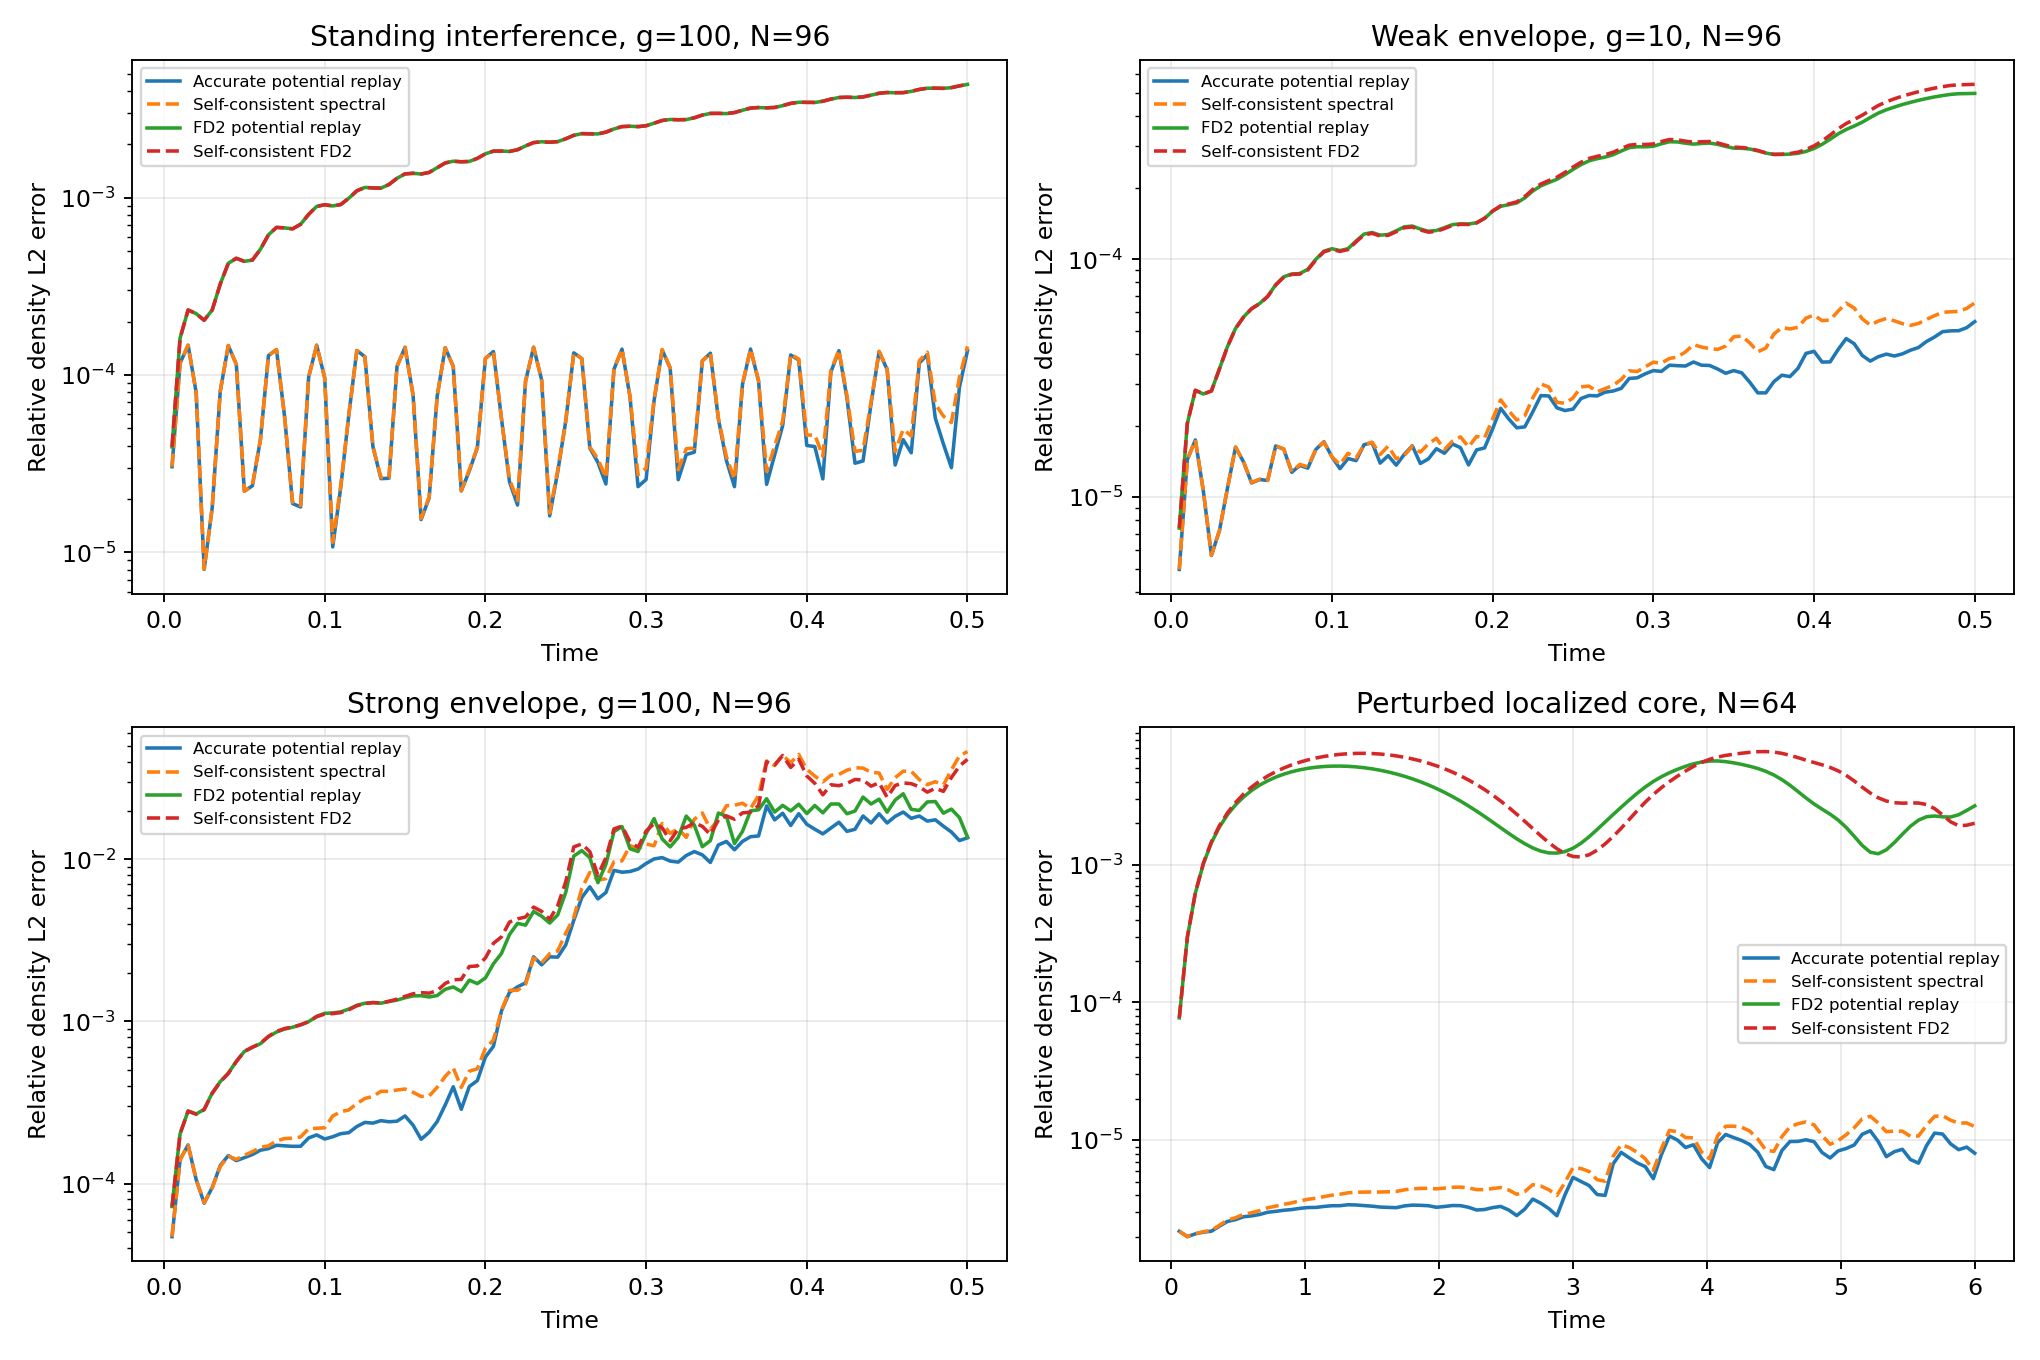 Standing interference, g=100, N=96
Accurate potential replay
Self-consistent spectral
FD2 potential replay
Self-consistent FD2
Relative density L2 error
10⁻³
10⁻⁴
10⁻⁵
0.0 0.1 0.2 0.3 0.4 0.5
Time
Weak envelope, g=10, N=96
Accurate potential replay
Self-consistent spectral
FD2 potential replay
Self-consistent FD2
Relative density L2 error
10⁻⁴
10⁻⁵
0.0 0.1 0.2 0.3 0.4 0.5
Time
Strong envelope, g=100, N=96
Accurate potential replay
Self-consistent spectral
FD2 potential replay
Self-consistent FD2
Relative density L2 error
10⁻²
10⁻³
10⁻⁴
0.0 0.1 0.2 0.3 0.4 0.5
Time
Perturbed localized core, N=64
Accurate potential replay
Self-consistent spectral
FD2 potential replay
Self-consistent FD2
Relative density L2 error
10⁻³
10⁻⁴
10⁻⁵
0 1 2 3 4 5 6
Time